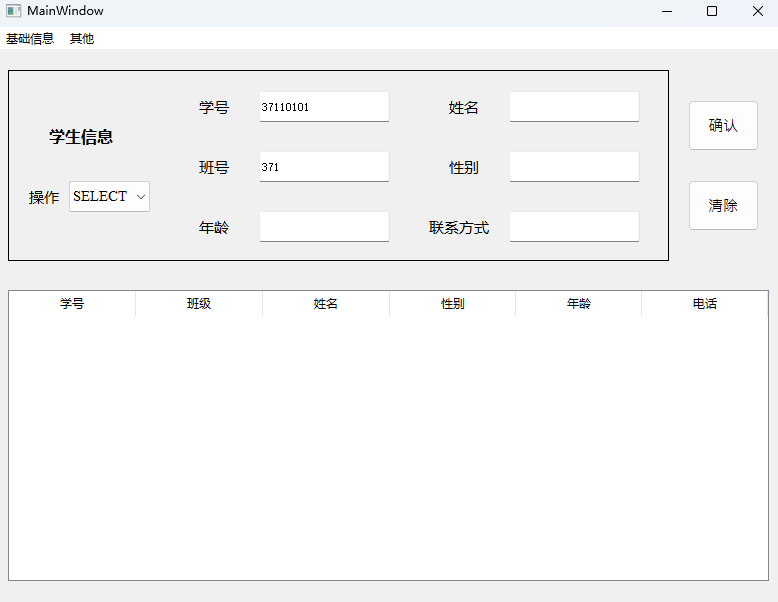 MainWindow
基础信息 其他
学号 37110101 姓名
确认
学生信息
班号 371 性别
操作 SELECT
清除
年龄 联系方式
学号 班级 姓名 性别 年龄 电话